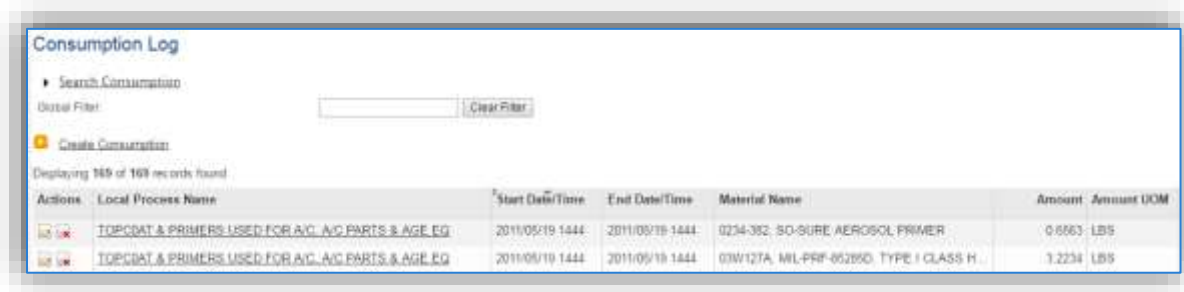 Consumption Log
Search Consumption
Global Filter Clear Filter
Create Consumption
Displaying 169 of 169 records found
Actions Local Process Name Start Date/Time End Date/Time Material Name Amount Amount UOM
TOPCOAT & PRIMERS USED FOR A/C, A/C PARTS & AGE EQ 2011/05/19 1444 2011/05/19 1444 0234-382, SO-SURE AEROSOL PRIMER LBS
TOPCOAT & PRIMERS USED FOR A/C, A/C PARTS & AGE EQ 2011/05/19 1444 2011/05/19 1444 03W127A, MIL-PRF-85285D, TYPE I CLASS H... 3.2234 LBS